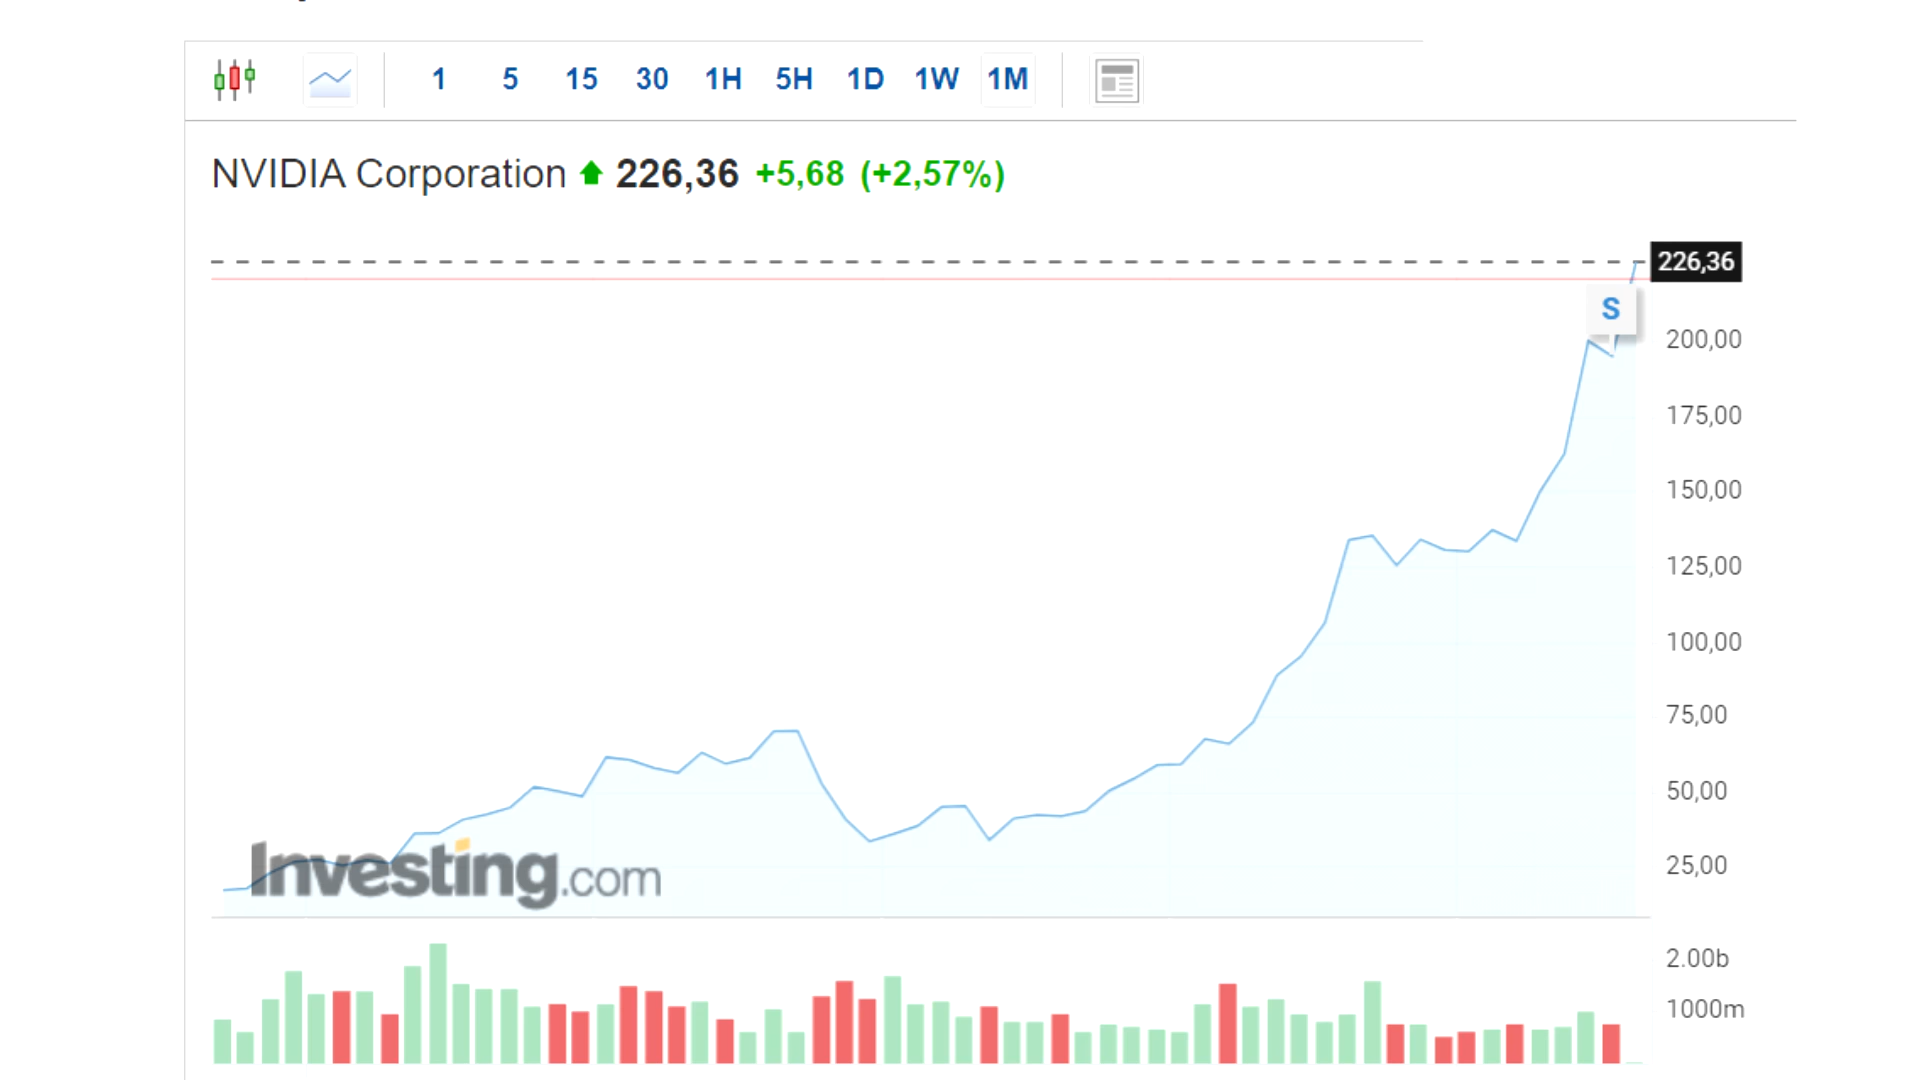 1 5 15 30 1H 5H 1D 1W 1M
NVIDIA Corporation 226,36 +5,68 (+2,57%)
226,36
S
200,00
175,00
150,00
125,00
100,00
75,00
50,00
25,00
Investing.com
2.00b
1000m